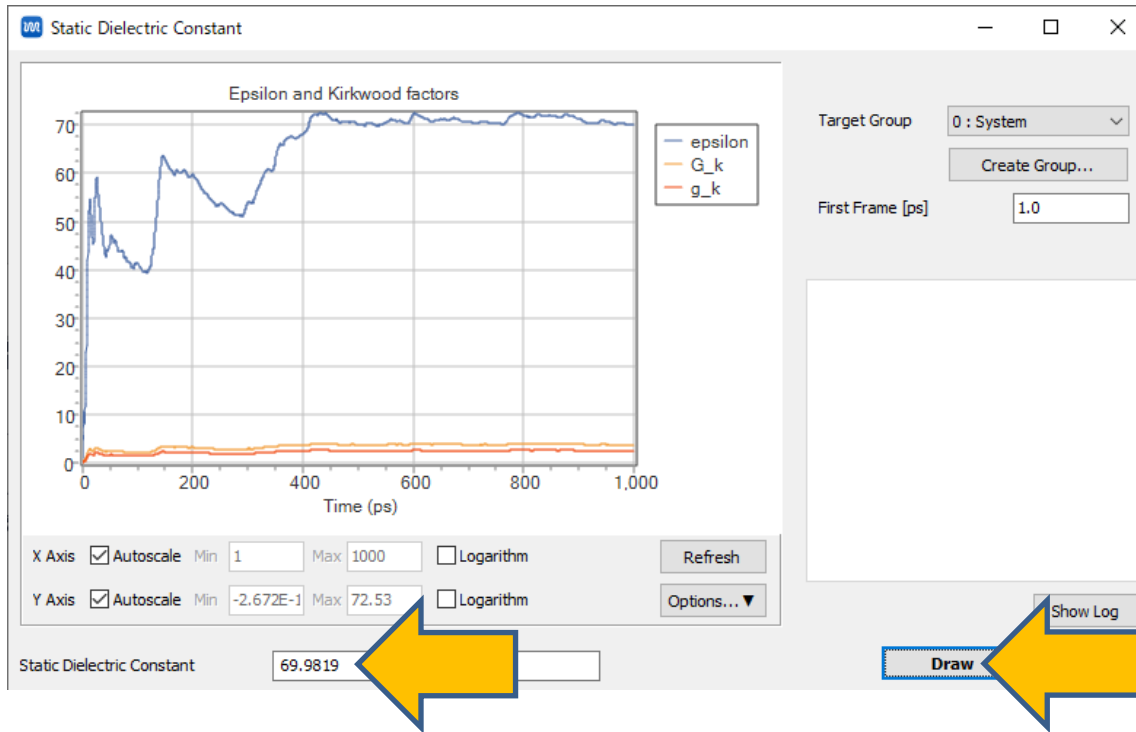 Static Dielectric Constant
Epsilon and Kirkwood factors
70
60
50
40
30
20
10
0
0 200 400 600 800 1,000
Time (ps)
epsilon
G_k
g_k
Target Group 0 : System
Create Group...
First Frame [ps] 1.0
X Axis Autoscale Min 1 Max 1000 Logarithm Refresh
Y Axis Autoscale Min -2.672E-1 Max 72.53 Logarithm Options... ▼
Show Log
Static Dielectric Constant 69.9819 Draw